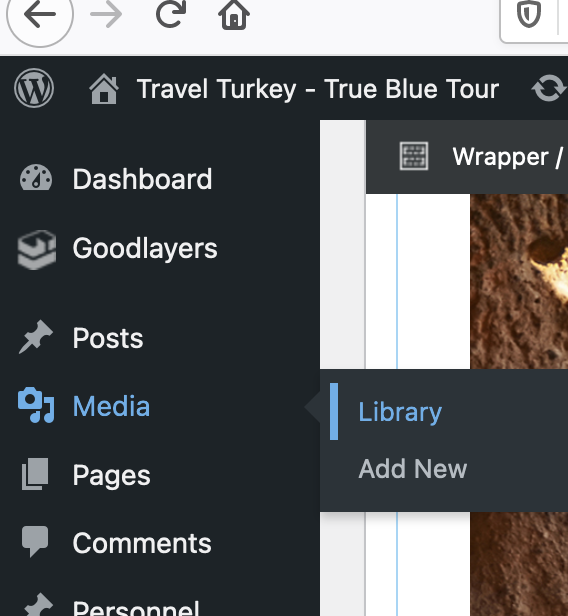 Travel Turkey - True Blue Tour
Wrapper /
Dashboard
Goodlayers
Posts
Media
Library
Add New
Pages
Comments
Personnel